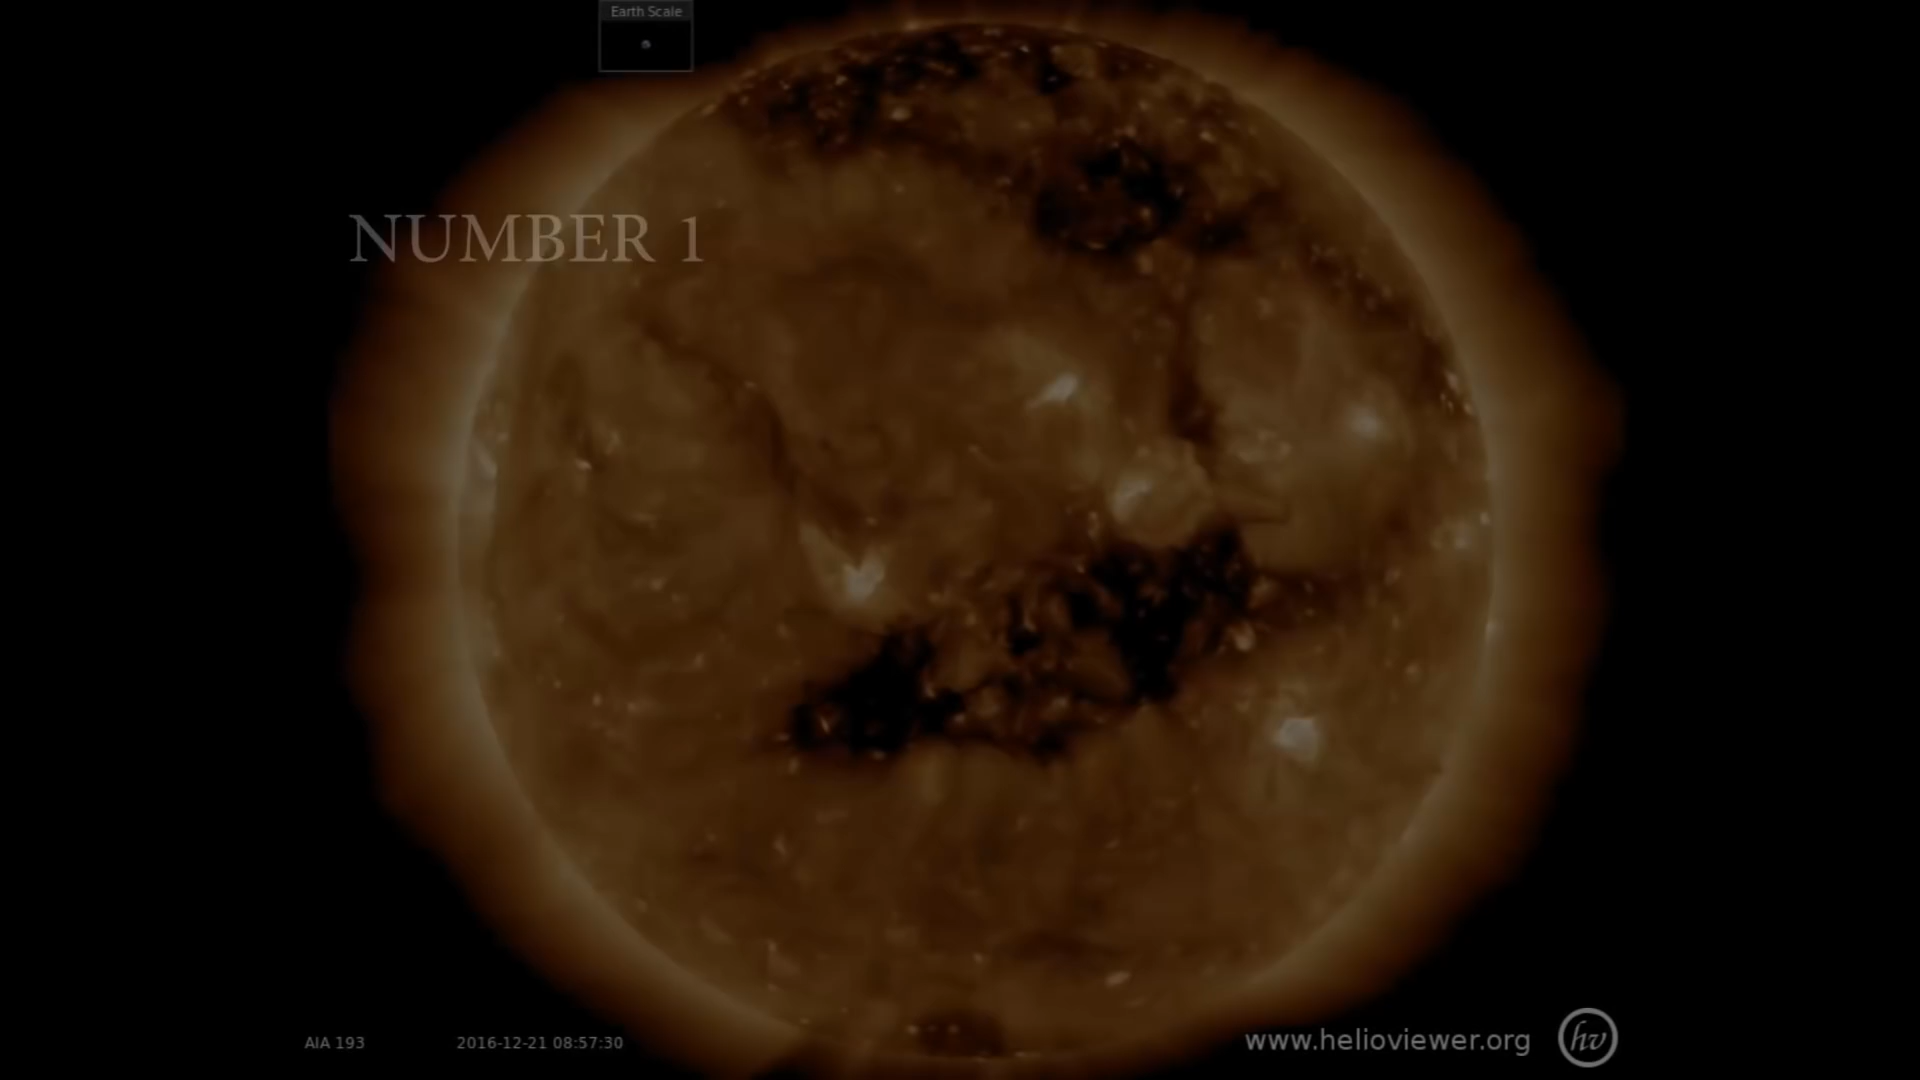 Earth Scale
NUMBER 1
AIA 193
2016-12-21 08:57:30
www.helioviewer.org
hv